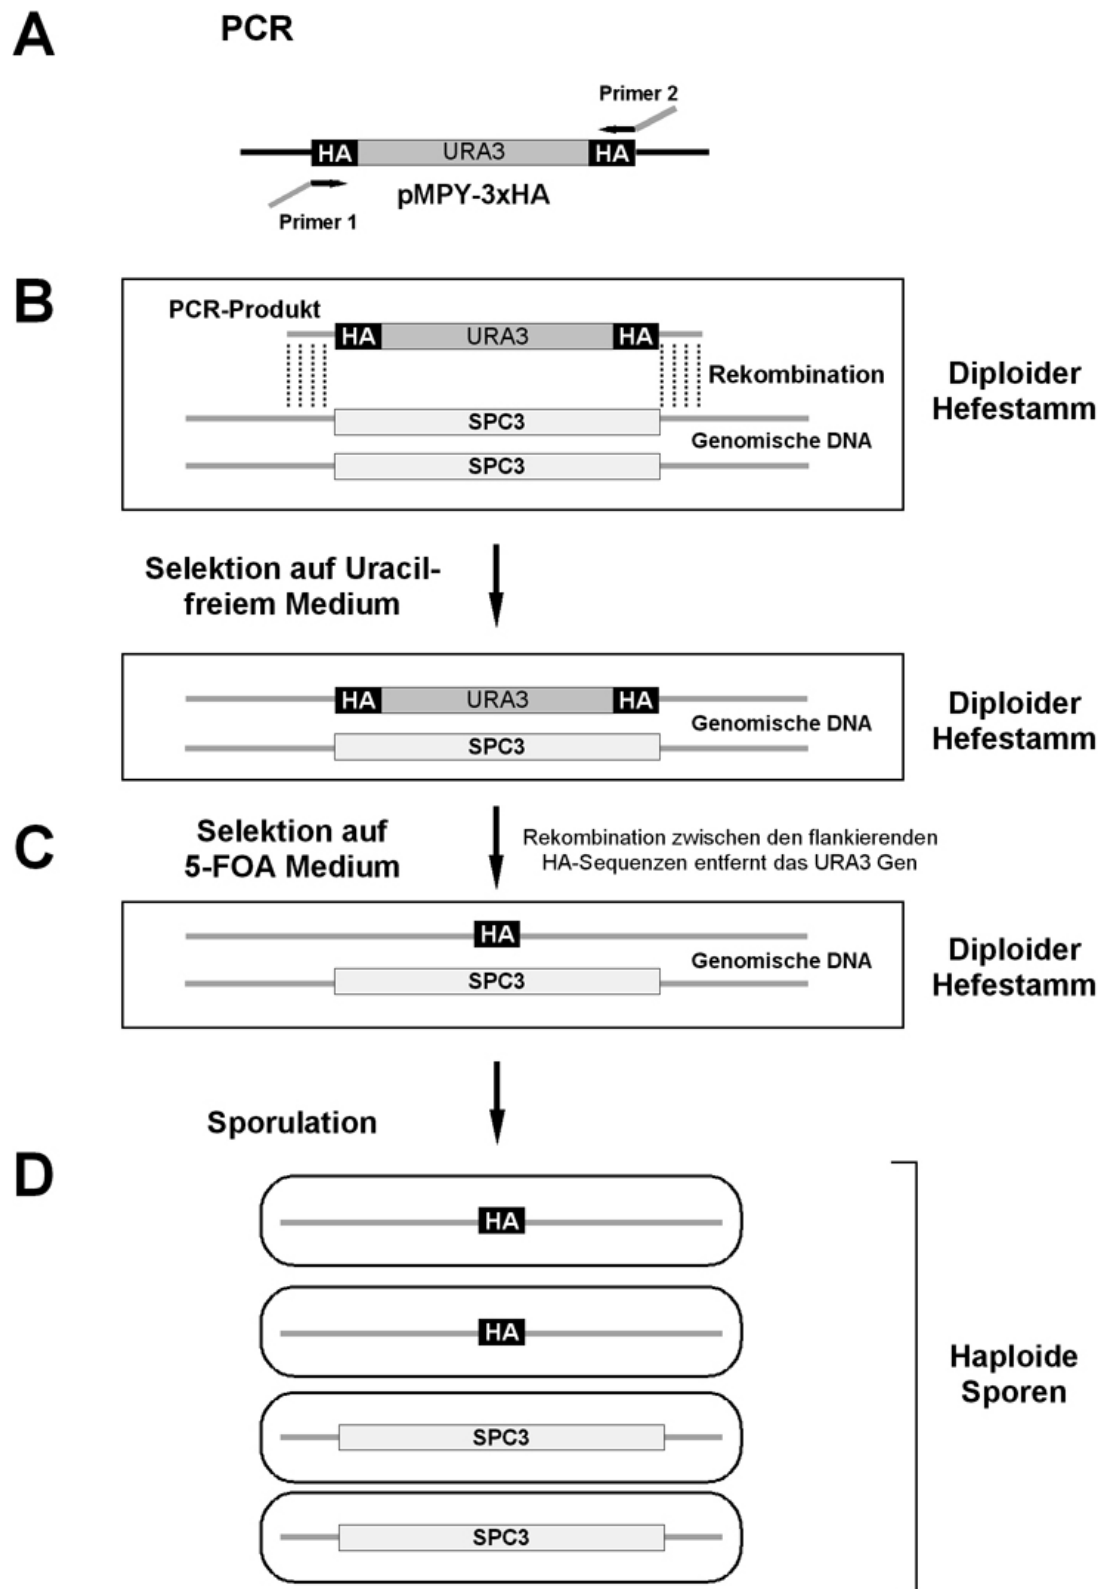 A
PCR
Primer 2
HA URA3 HA
pMPY-3xHA
Primer 1
B
PCR-Produkt
HA URA3 HA
Rekombination
SPC3
Genomische DNA
SPC3
Diploider
Hefestamm
Selektion auf Uracil-
freiem Medium
HA URA3 HA
Genomische DNA
SPC3
Diploider
Hefestamm
C
Selektion auf
5-FOA Medium
Rekombination zwischen den flankierenden
HA-Sequenzen entfernt das URA3 Gen
HA
Genomische DNA
SPC3
Diploider
Hefestamm
Sporulation
D
HA
HA
SPC3
SPC3
Haploide
Sporen